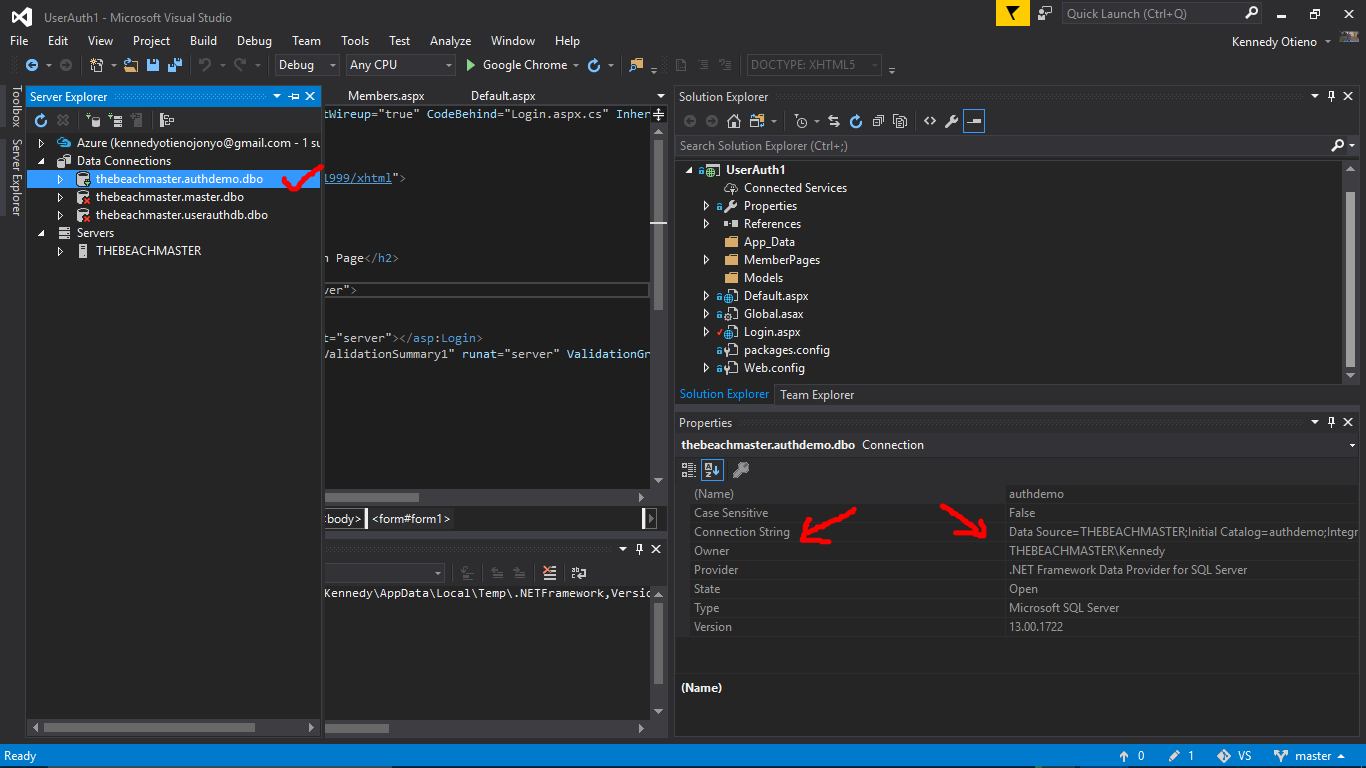 UserAuth1 - Microsoft Visual Studio
Quick Launch (Ctrl+Q)
File Edit View Project Build Debug Team Tools Test Analyze Window Help
Kennedy Otieno
Debug Any CPU Google Chrome DOCTYPE: XHTML5
Toolbox
Server Explorer
Server Explorer
Azure (kennedyotienojonyo@gmail.com - 1 su
Data Connections
thebeachmaster.authdemo.dbo
thebeachmaster.master.dbo
thebeachmaster.userauthdb.dbo
Servers
THEBEACHMASTER
Members.aspx Default.aspx
tWireup="true" CodeBehind="Login.aspx.cs" Inher
1999/xhtml">
Page</h2>
ver">
t="server"></asp:Login>
ValidationSummary1" runat="server" ValidationGr
body> <form#form1>
Kennedy\AppData\Local\Temp\.NETFramework,Versio
Solution Explorer
Search Solution Explorer (Ctrl+;)
UserAuth1
Connected Services
Properties
References
App_Data
MemberPages
Models
Default.aspx
Global.asax
Login.aspx
packages.config
Web.config
Solution Explorer Team Explorer
Properties
thebeachmaster.authdemo.dbo Connection
(Name) authdemo
Case Sensitive False
Connection String Data Source=THEBEACHMASTER;Initial Catalog=authdemo;Integr
Owner THEBEACHMASTER\Kennedy
Provider .NET Framework Data Provider for SQL Server
State Open
Type Microsoft SQL Server
Version 13.00.1722
(Name)
Ready 0 1 VS master